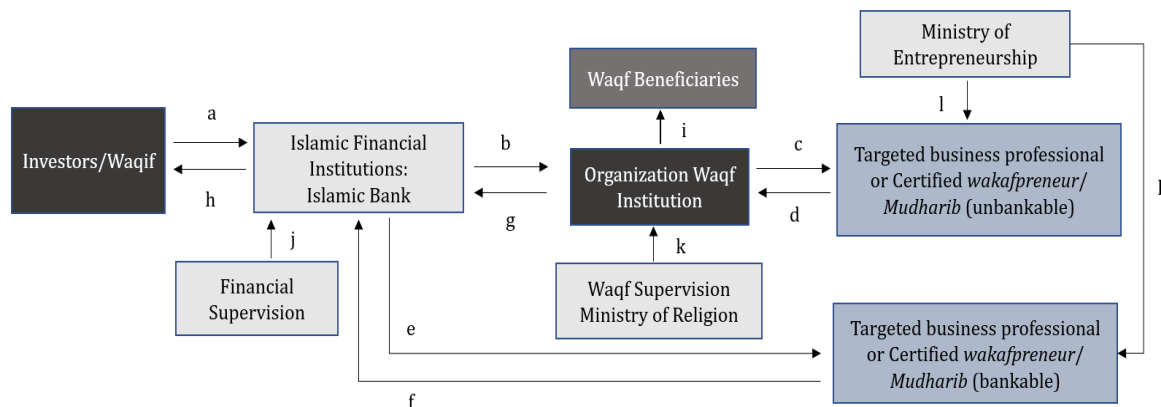 Ministry of
Entrepreneurship
Waqf Beneficiaries
l
a
Investors/Waqif
h
Islamic Financial
Institutions:
Islamic Bank
b
g
i
Organization Waqf
Institution
c
d
Targeted business professional
or Certified wakafpreneur/
Mudharib (unbankable)
j
k
Financial
Supervision
Waqf Supervision
Ministry of Religion
e
f
Targeted business professional
or Certified wakafpreneur/
Mudharib (bankable)